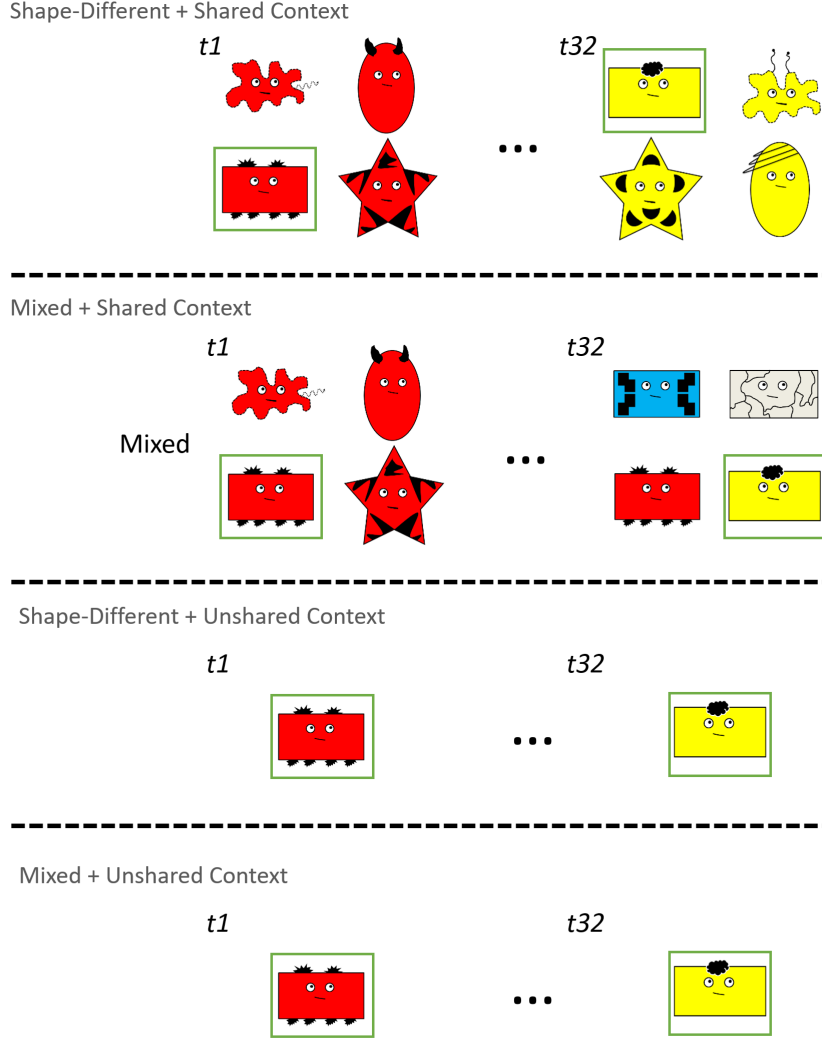 Shape-Different + Shared Context
t1
t32
Mixed + Shared Context
t1
t32
Mixed
Shape-Different + Unshared Context
t1
t32
Mixed + Unshared Context
t1
t32